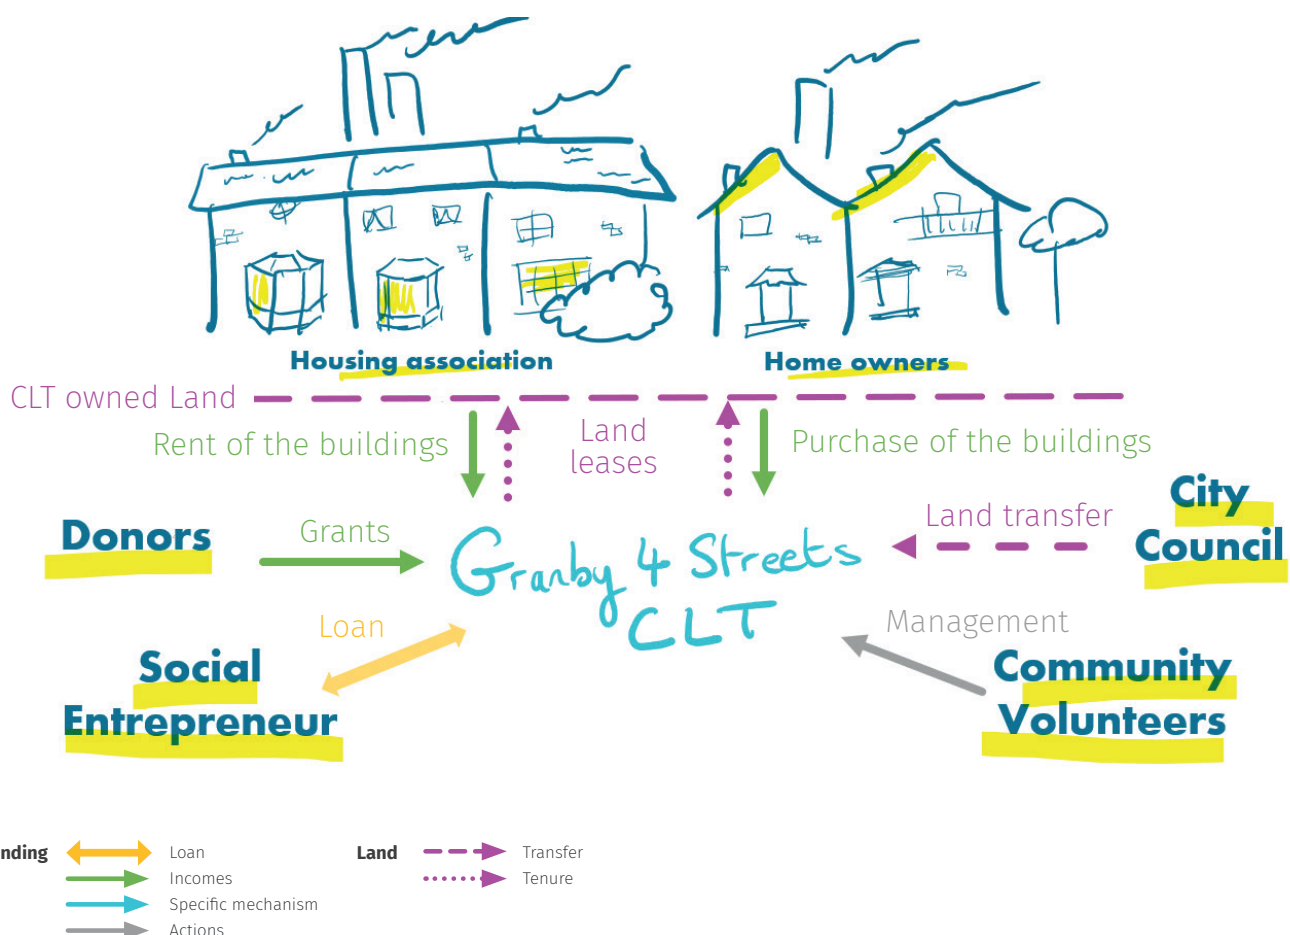 Housing association
Home owners
CLT owned Land
Rent of the buildings
Land
leases
Purchase of the buildings
City
Council
Donors
Grants
Land transfer
Granby 4 Streets
CLT
Loan
Management
Social
Entrepreneur
Community
Volunteers
nding
Loan
Incomes
Specific mechanism
Actions
Land
Transfer
Tenure